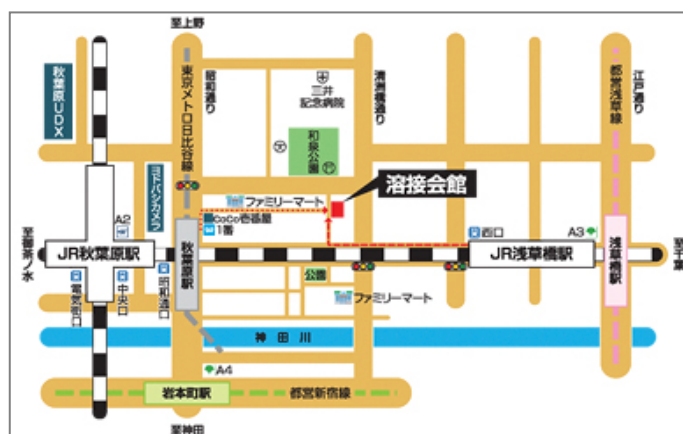 至上野
秋葉原UDX
東京メトロ日比谷線
昭和通り
三井
記念病院
清洲橋通り
都営浅草線
江戸通り
和泉公園
ヨドバシカメラ
溶接会館
ファミリーマート
CoCo壱番屋
1番
A2
秋葉原駅
西口
A3
至御茶ノ水
JR秋葉原駅
JR浅草橋駅
浅草橋駅
至千葉
電気街口
中央口
昭和通口
公園
ファミリーマート
神田川
A4
岩本町駅
都営新宿線
至神田